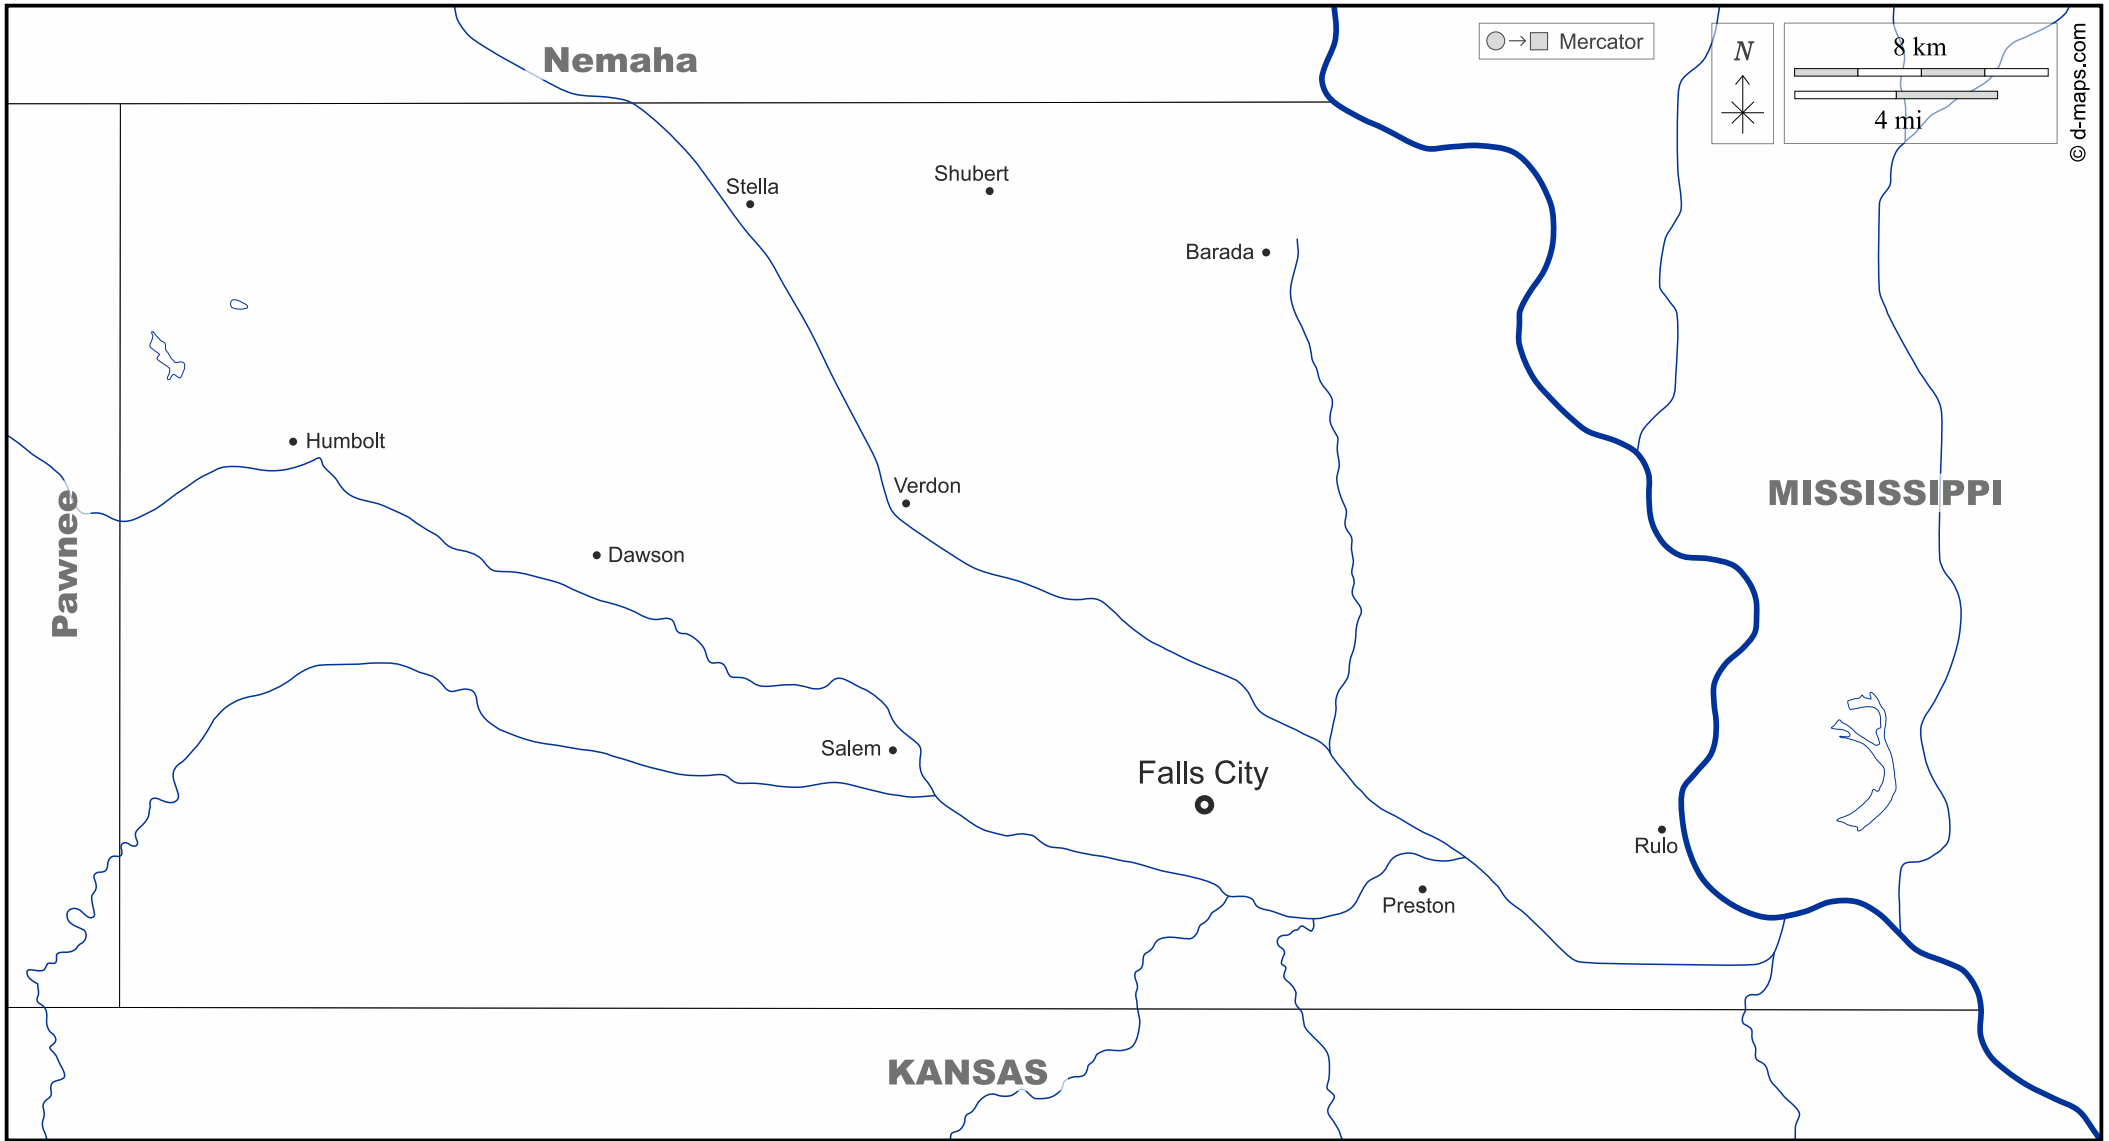 Nemaha
Mercator
N
8 km
4 mi
© d-maps.com
Stella
Shubert
Barada
Humbolt
Verdon
MISSISSIPPI
Pawnee
Dawson
Salem
Falls City
Rulo
Preston
KANSAS